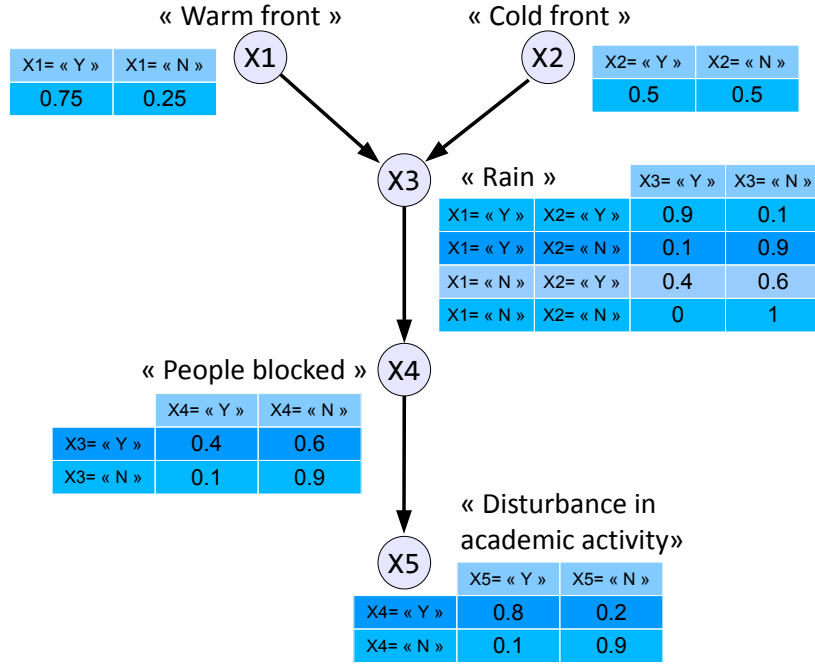 « Warm front »
« Cold front »
X1= « Y » X1= « N »
0.75 0.25
X1
X2
X2= « Y » X2= « N »
0.5 0.5
X3
« Rain »
X3= « Y » X3= « N »
X1= « Y » X2= « Y » 0.9 0.1
X1= « Y » X2= « N » 0.1 0.9
X1= « N » X2= « Y » 0.4 0.6
X1= « N » X2= « N » 0 1
« People blocked »
X4
X4= « Y » X4= « N »
X3= « Y » 0.4 0.6
X3= « N » 0.1 0.9
« Disturbance in
academic activity»
X5
X5= « Y » X5= « N »
X4= « Y » 0.8 0.2
X4= « N » 0.1 0.9